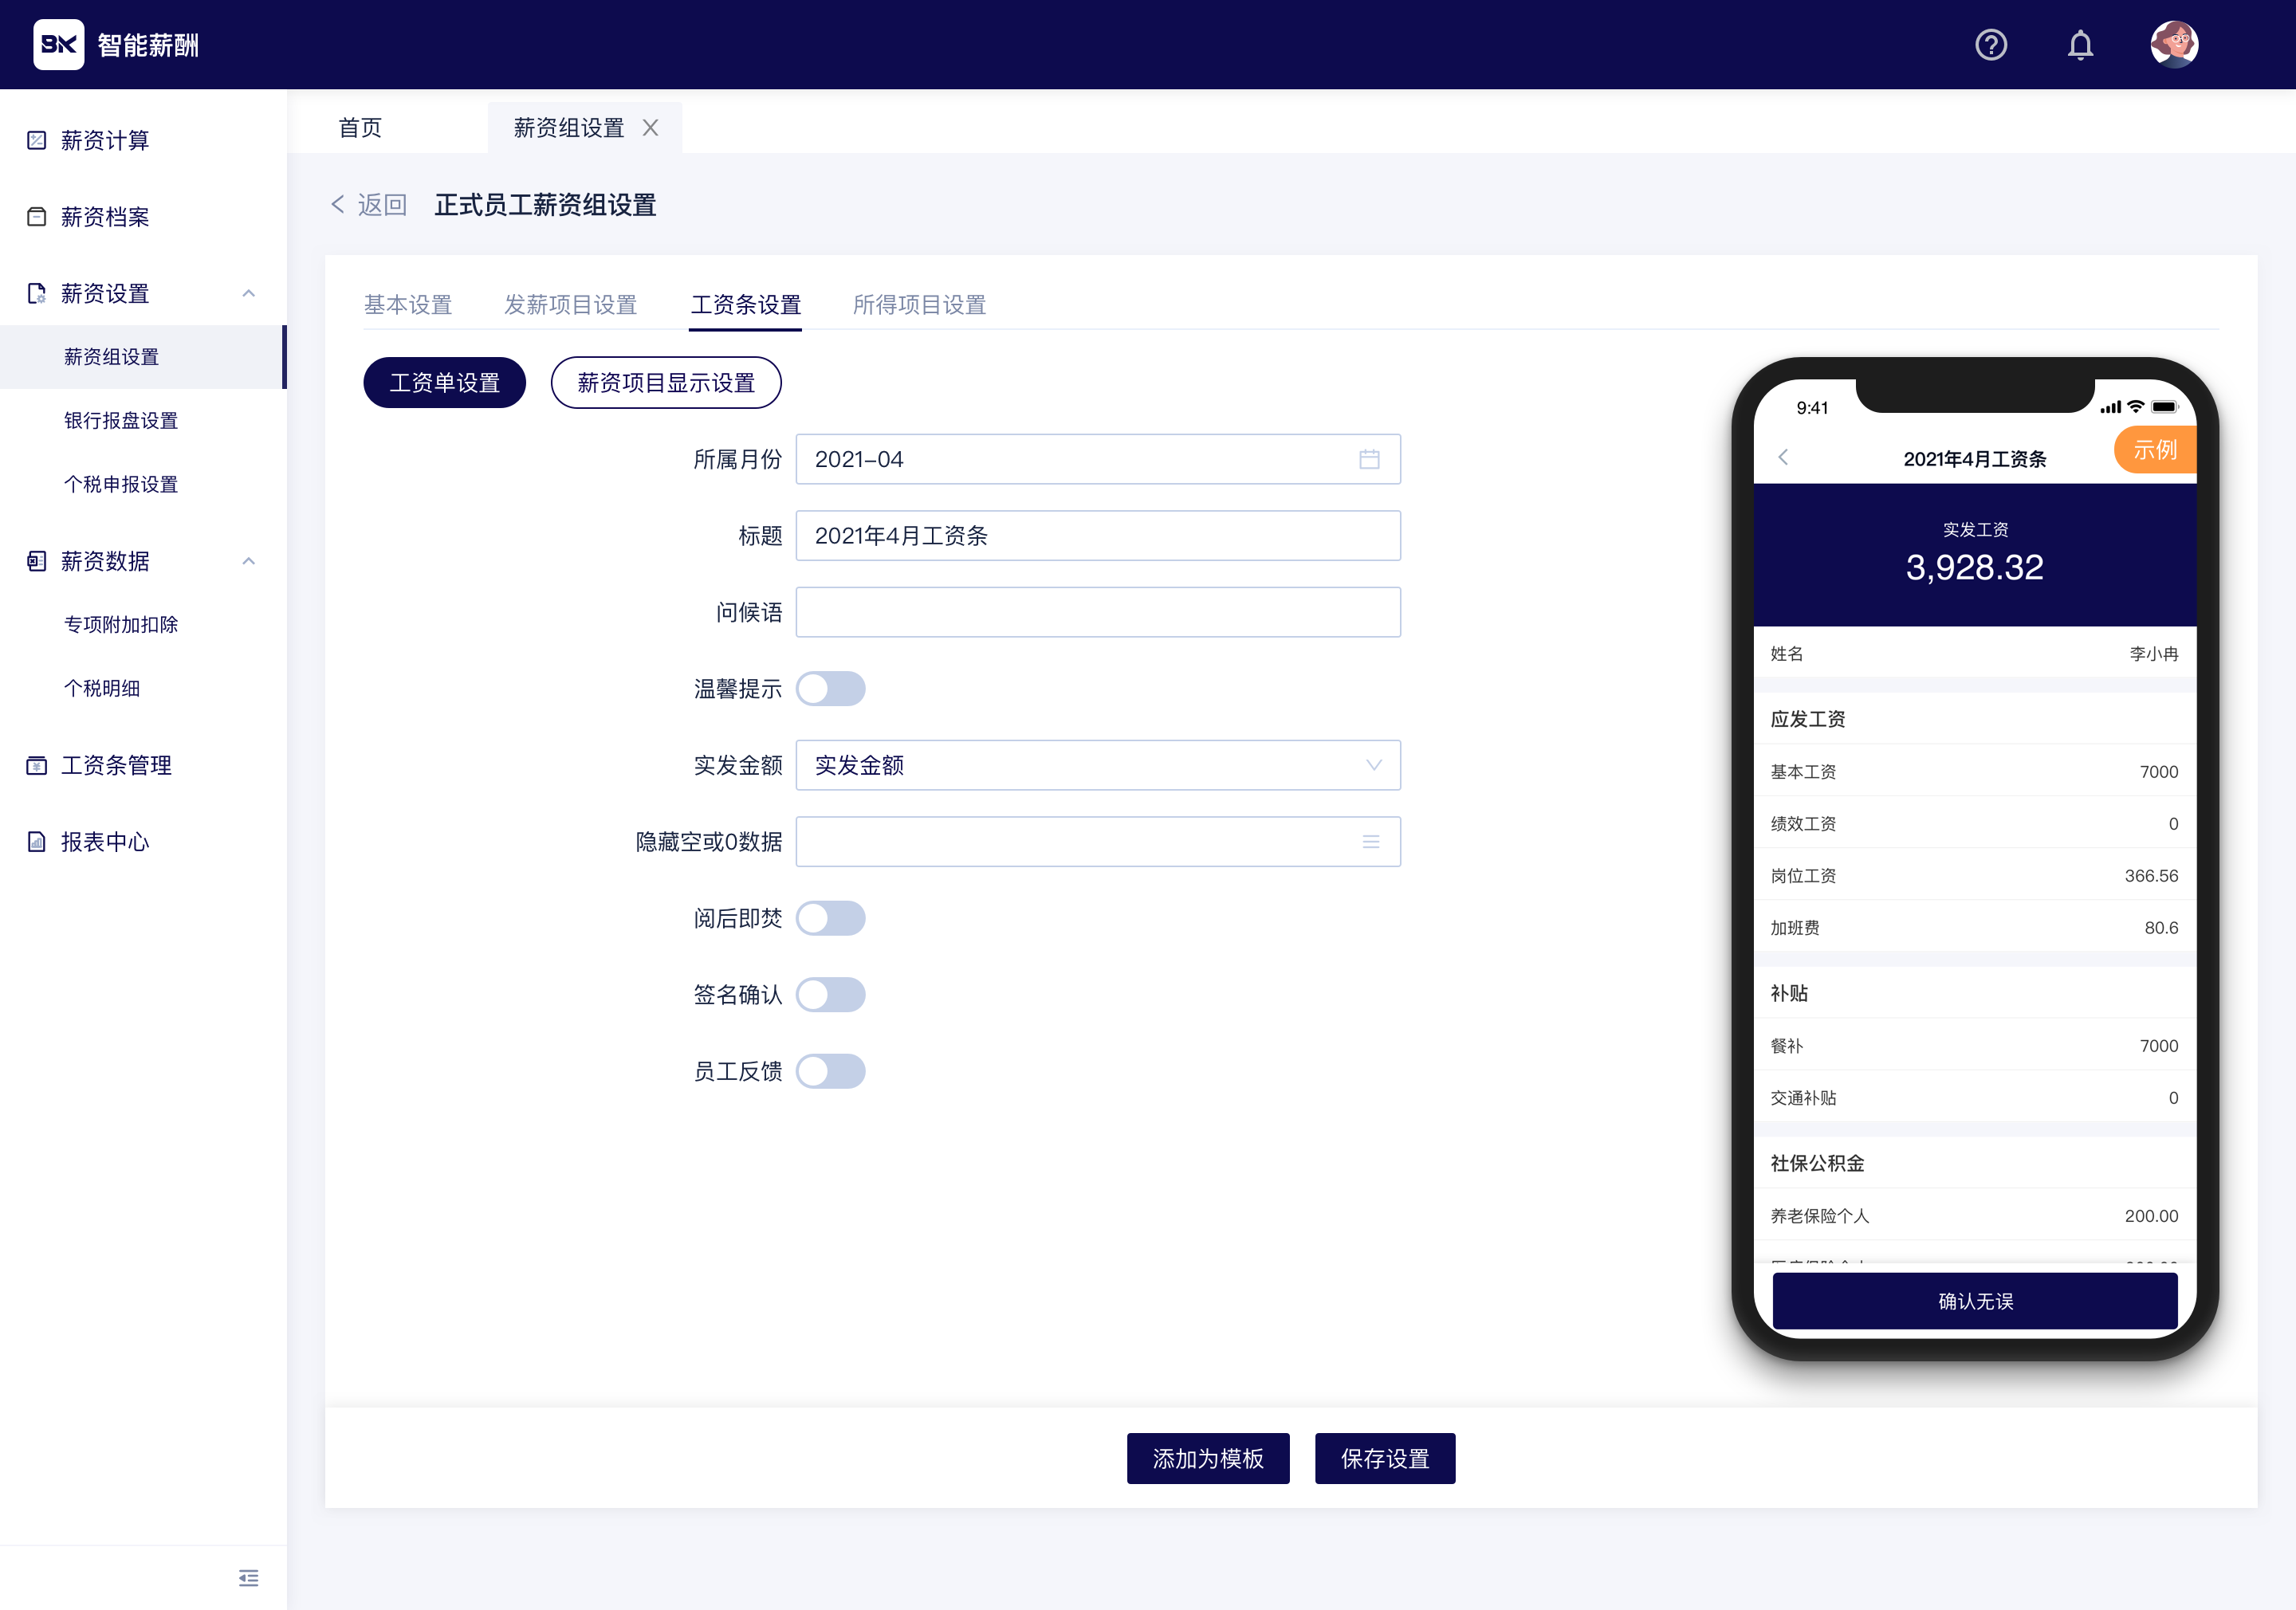 BK 智能薪酬
薪资计算
薪资档案
薪资设置
薪资组设置
银行报盘设置
个税申报设置
薪资数据
专项附加扣除
个税明细
工资条管理
报表中心
首页 薪资组设置
返回 正式员工薪资组设置
基本设置 发薪项目设置 工资条设置 所得项目设置
工资单设置 薪资项目显示设置
所属月份 2021-04
标题 2021年4月工资条
问候语
温馨提示
实发金额 实发金额
隐藏空或0数据
阅后即焚
签名确认
员工反馈
9:41
示例
2021年4月工资条
实发工资
3,928.32
姓名 李小冉
应发工资
基本工资 7000
绩效工资 0
岗位工资 366.56
加班费 80.6
补贴
餐补 7000
交通补贴 0
社保公积金
养老保险个人 200.00
确认无误
添加为模板 保存设置